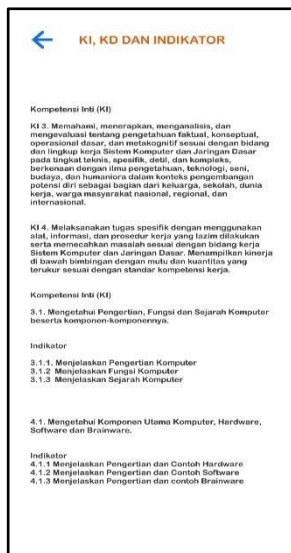 KI, KD DAN INDIKATOR
Kompetensi Inti (KI)
KI 3. Memahami, menerapkan, menganalisis, dan
mengevaluasi tentang pengetahuan faktual, konseptual,
operasional dasar, dan metakognitif sesuai dengan bidang
dan lingkup kerja Sistem Komputer dan Jaringan Dasar
pada tingkat teknis, spesifik, detil, dan kompleks,
berkenaan dengan ilmu pengetahuan, teknologi, seni,
budaya, dan humaniora dalam konteks pengembangan
potensi diri sebagai bagian dari keluarga, sekolah, dunia
kerja, warga masyarakat nasional, regional, dan
internasional.
KI 4. Melaksanakan tugas spesifik dengan menggunakan
alat, informasi, dan prosedur kerja yang lazim dilakukan
serta memecahkan masalah sesuai dengan bidang kerja
Sistem Komputer dan Jaringan Dasar. Menampilkan kinerja
di bawah bimbingan dengan mutu dan kuantitas yang
terukur sesuai dengan standar kompetensi kerja.
Kompetensi Inti (KI)
3.1. Mengetahui Pengertian, Fungsi dan Sejarah Komputer
beserta komponen-komponennya.
Indikator
3.1.1. Menjelaskan Pengertian Komputer
3.1.2 Menjelaskan Fungsi Komputer
3.1.3 Menjelaskan Sejarah Komputer
4.1. Mengetahui Komponen Utama Komputer, Hardware,
Software dan Brainware.
Indikator
4.1.1 Menjelaskan Pengertian dan Contoh Hardware
4.1.2 Menjelaskan Pengertian dan Contoh Software
4.1.3 Menjelaskan Pengertian dan contoh Brainware